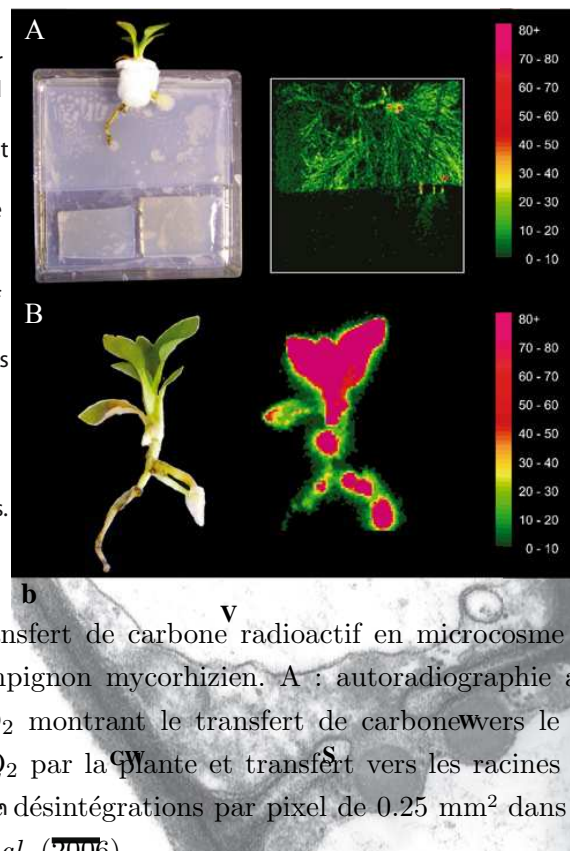 A
80+
70 - 80
60 - 70
50 - 60
40 - 50
30 - 40
20 - 30
10 - 20
0 - 10
B
80+
70 - 80
60 - 70
50 - 60
40 - 50
30 - 40
20 - 30
10 - 20
0 - 10
s.
b
V
nsfert de carbone radioactif en microcosme
mpignon mycorhizien. A : autoradiographie a
montrant le transfert de carbone vers le
par la plante et transfert vers les racines
CW
S
W
désintégrations par pixel de 0.25 mm² dans
al.